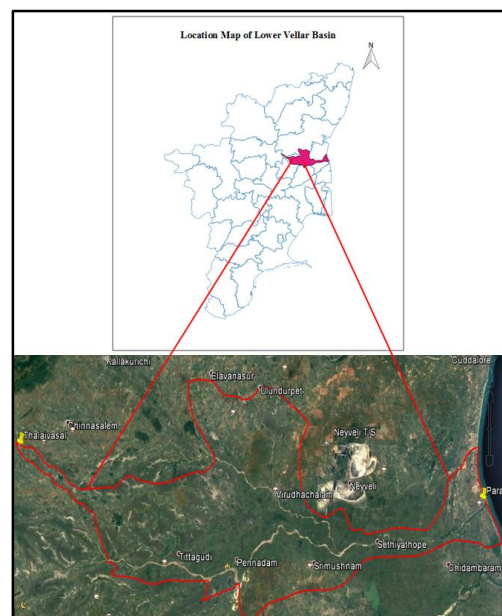 Location Map of Lower Vellar Basin
N
Kallakurichi
Elavanasur
Cuddalore
Ulundurpet
Chinnasalem
Thalaivasal
Neyveli T.S
Neyveli
Virudhachalam
Para
Sethiyathope
Tittagudi
Pennadam
Srimushnam
Chidambaram